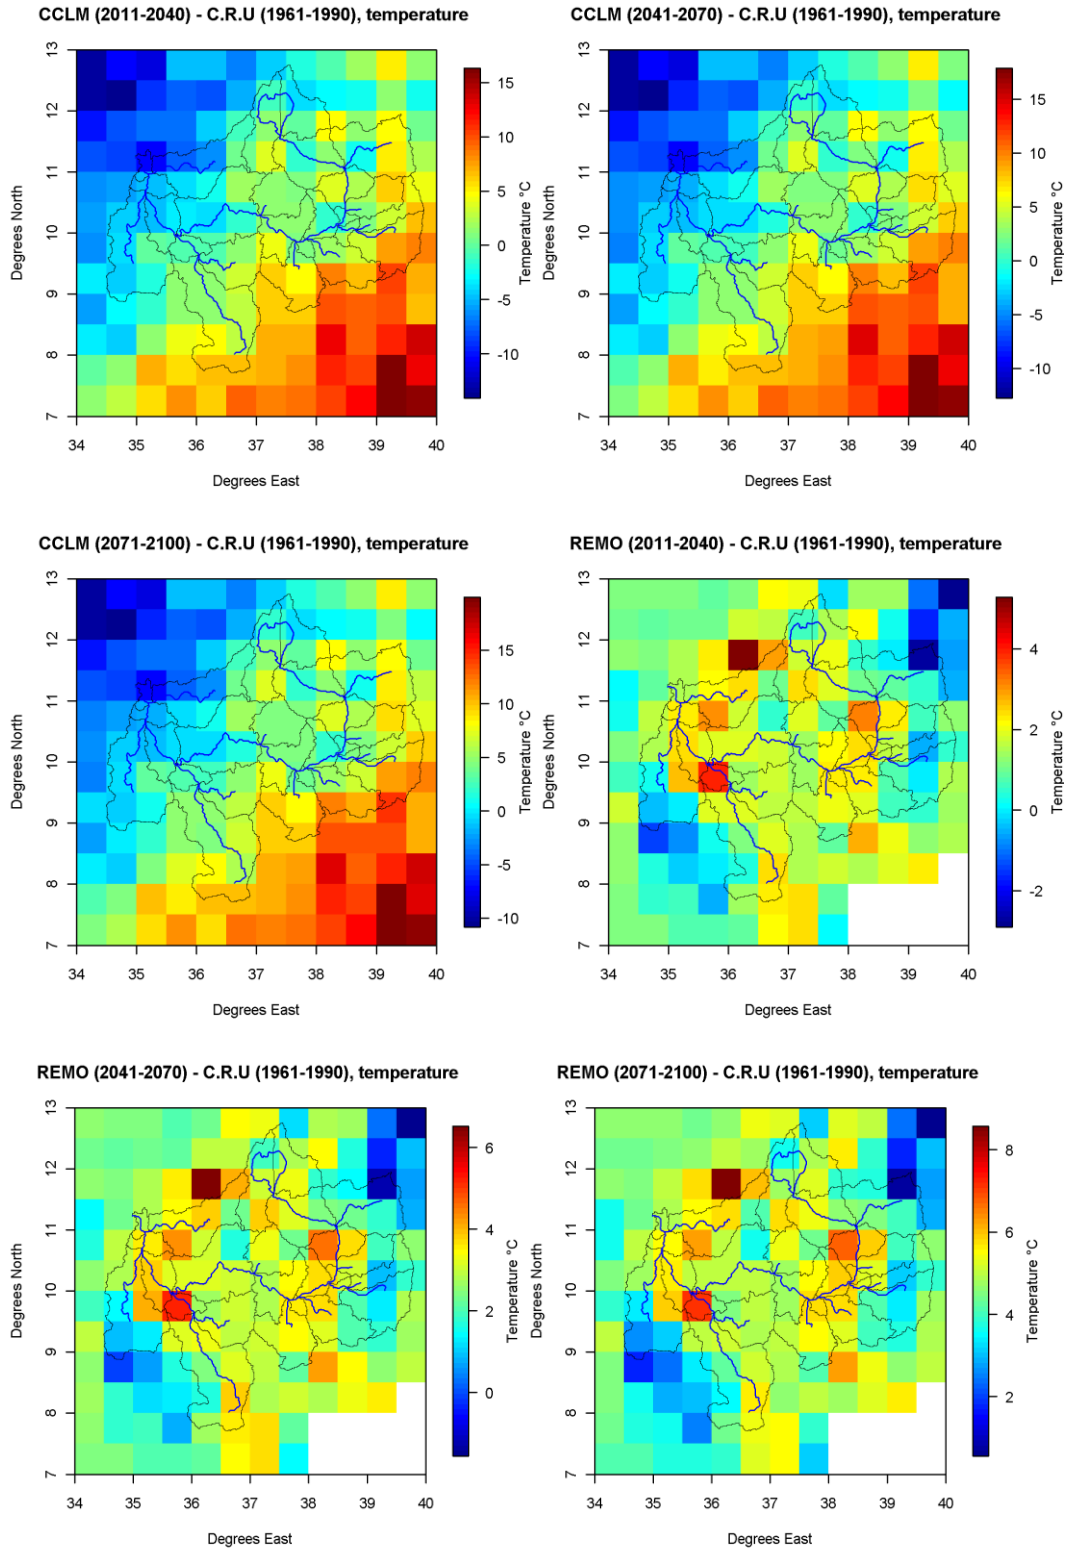 CCLM (2011-2040) - C.R.U (1961-1990), temperature
13
12
11
10
9
8
7
Degrees North
34 35 36 37 38 39 40
Degrees East
15
10
5
0
-5
-10
Temperature °C
CCLM (2041-2070) - C.R.U (1961-1990), temperature
13
12
11
10
9
8
7
Degrees North
34 35 36 37 38 39 40
Degrees East
15
10
5
0
-5
-10
Temperature °C
CCLM (2071-2100) - C.R.U (1961-1990), temperature
13
12
11
10
9
8
7
Degrees North
34 35 36 37 38 39 40
Degrees East
15
10
5
0
-5
-10
Temperature °C
REMO (2011-2040) - C.R.U (1961-1990), temperature
13
12
11
10
9
8
7
Degrees North
34 35 36 37 38 39 40
Degrees East
4
2
0
-2
Temperature °C
REMO (2041-2070) - C.R.U (1961-1990), temperature
13
12
11
10
9
8
7
Degrees North
34 35 36 37 38 39 40
Degrees East
6
4
2
0
Temperature °C
REMO (2071-2100) - C.R.U (1961-1990), temperature
13
12
11
10
9
8
7
Degrees North
34 35 36 37 38 39 40
Degrees East
8
6
4
2
Temperature °C